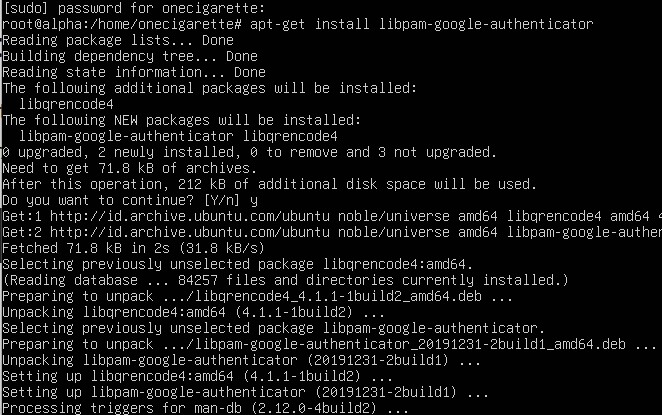 [sudo] password for onecigarette:
root@alpha:/home/onecigarette# apt-get install libpam-google-authenticator
Reading package lists... Done
Building dependency tree... Done
Reading state information... Done
The following additional packages will be installed:
  libqrencode4
The following NEW packages will be installed:
  libpam-google-authenticator libqrencode4
0 upgraded, 2 newly installed, 0 to remove and 3 not upgraded.
Need to get 71.8 kB of archives.
After this operation, 212 kB of additional disk space will be used.
Do you want to continue? [Y/n] y
Get:1 http://id.archive.ubuntu.com/ubuntu noble/universe amd64 libqrencode4 amd64 4
Get:2 http://id.archive.ubuntu.com/ubuntu noble/universe amd64 libpam-google-authen
Fetched 71.8 kB in 2s (31.8 kB/s)
Selecting previously unselected package libqrencode4:amd64.
(Reading database ... 84257 files and directories currently installed.)
Preparing to unpack .../libqrencode4_4.1.1-1build2_amd64.deb ...
Unpacking libqrencode4:amd64 (4.1.1-1build2) ...
Selecting previously unselected package libpam-google-authenticator.
Preparing to unpack .../libpam-google-authenticator_20191231-2build1_amd64.deb ...
Unpacking libpam-google-authenticator (20191231-2build1) ...
Setting up libqrencode4:amd64 (4.1.1-1build2) ...
Setting up libpam-google-authenticator (20191231-2build1) ...
Processing triggers for man-db (2.12.0-4build2) ...